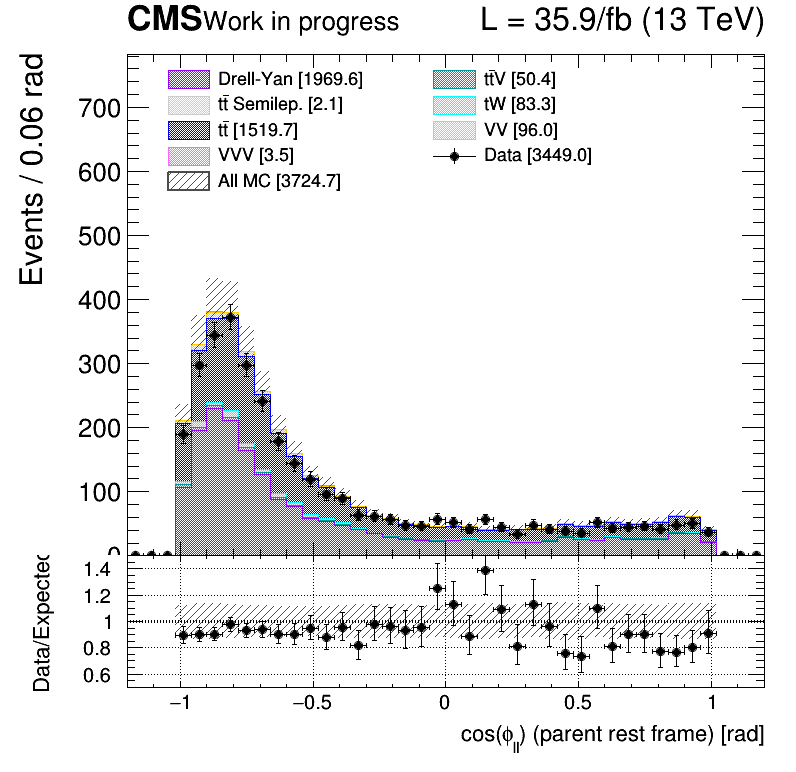 CMS Work in progress L = 35.9/fb (13 TeV)
Events / 0.06 rad
Drell-Yan [1969.6]
tt̄ Semilep. [2.1]
tt̄ [1519.7]
VVV [3.5]
All MC [3724.7]
tt̄V [50.4]
tW [83.3]
VV [96.0]
Data [3449.0]
700
600
500
400
300
200
100
0
Data/Expected
1.4
1.2
1
0.8
0.6
−1 −0.5 0 0.5 1
cos(ϕ_ll) (parent rest frame) [rad]